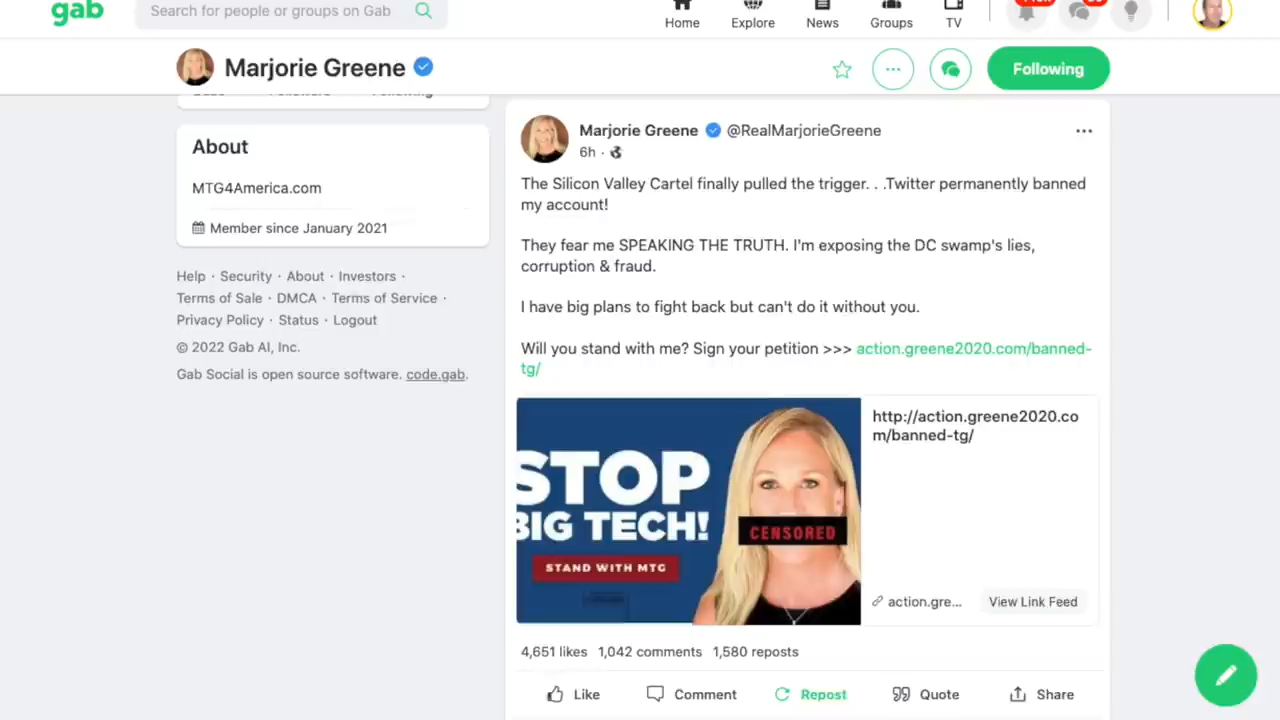 gab
Search for people or groups on Gab
Home
Explore
News
Groups
TV
Marjorie Greene
Following
About
MTG4America.com
Member since January 2021
Help · Security · About · Investors ·
Terms of Sale · DMCA · Terms of Service ·
Privacy Policy · Status · Logout
© 2022 Gab AI, Inc.
Gab Social is open source software. code.gab.
Marjorie Greene @RealMarjorieGreene
6h ·
The Silicon Valley Cartel finally pulled the trigger. . .Twitter permanently banned
my account!
They fear me SPEAKING THE TRUTH. I'm exposing the DC swamp's lies,
corruption & fraud.
I have big plans to fight back but can't do it without you.
Will you stand with me? Sign your petition >>> action.greene2020.com/banned-
tg/
STOP
BIG TECH!
STAND WITH MTG
CENSORED
http://action.greene2020.co
m/banned-tg/
action.gre...
View Link Feed
4,651 likes 1,042 comments 1,580 reposts
Like
Comment
Repost
Quote
Share